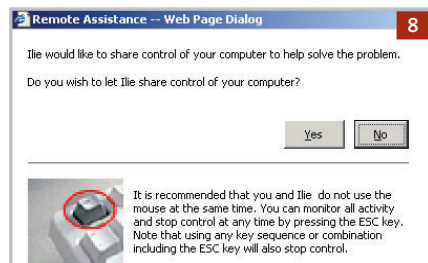 Remote Assistance -- Web Page Dialog
8
Ilie would like to share control of your computer to help solve the problem.
Do you wish to let Ilie share control of your computer?
Yes No
It is recommended that you and Ilie do not use the
mouse at the same time. You can monitor all activity
and stop control at any time by pressing the ESC key.
Note that using any key sequence or combination
including the ESC key will also stop control.